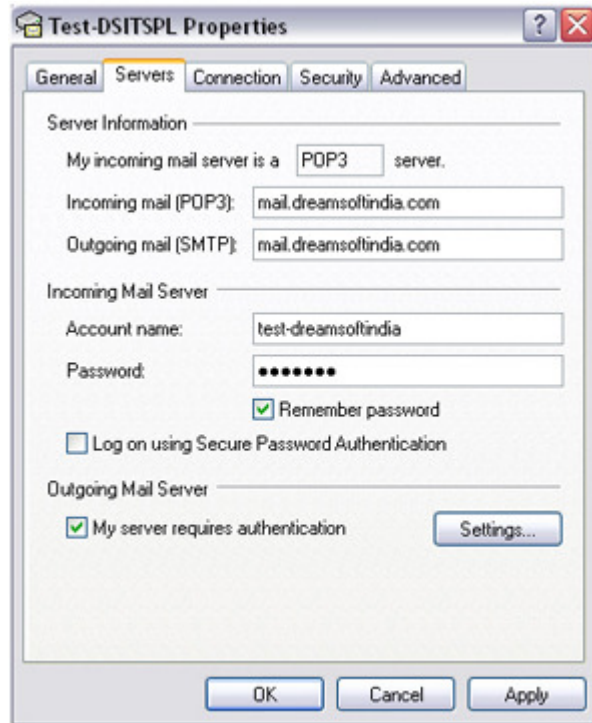 Test-DSITSPL Properties
General Servers Connection Security Advanced
Server Information
My incoming mail server is a POP3 server.
Incoming mail (POP3): mail.dreamsoftindia.com
Outgoing mail (SMTP): mail.dreamsoftindia.com
Incoming Mail Server
Account name: test-dreamsoftindia
Password: •••••••
Remember password
Log on using Secure Password Authentication
Outgoing Mail Server
My server requires authentication Settings...
OK Cancel Apply